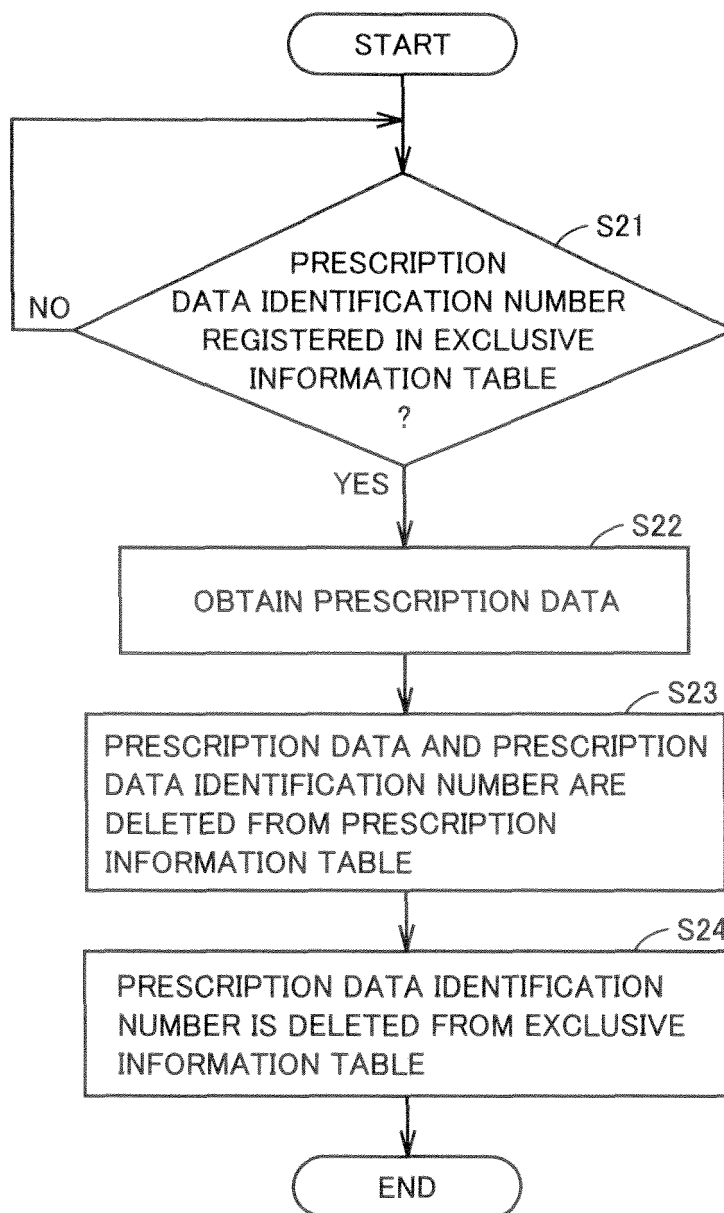 START
S21
PRESCRIPTION
DATA IDENTIFICATION NUMBER
REGISTERED IN EXCLUSIVE
INFORMATION TABLE
?
NO
YES
S22
OBTAIN PRESCRIPTION DATA
S23
PRESCRIPTION DATA AND PRESCRIPTION
DATA IDENTIFICATION NUMBER ARE
DELETED FROM PRESCRIPTION
INFORMATION TABLE
S24
PRESCRIPTION DATA IDENTIFICATION
NUMBER IS DELETED FROM EXCLUSIVE
INFORMATION TABLE
END